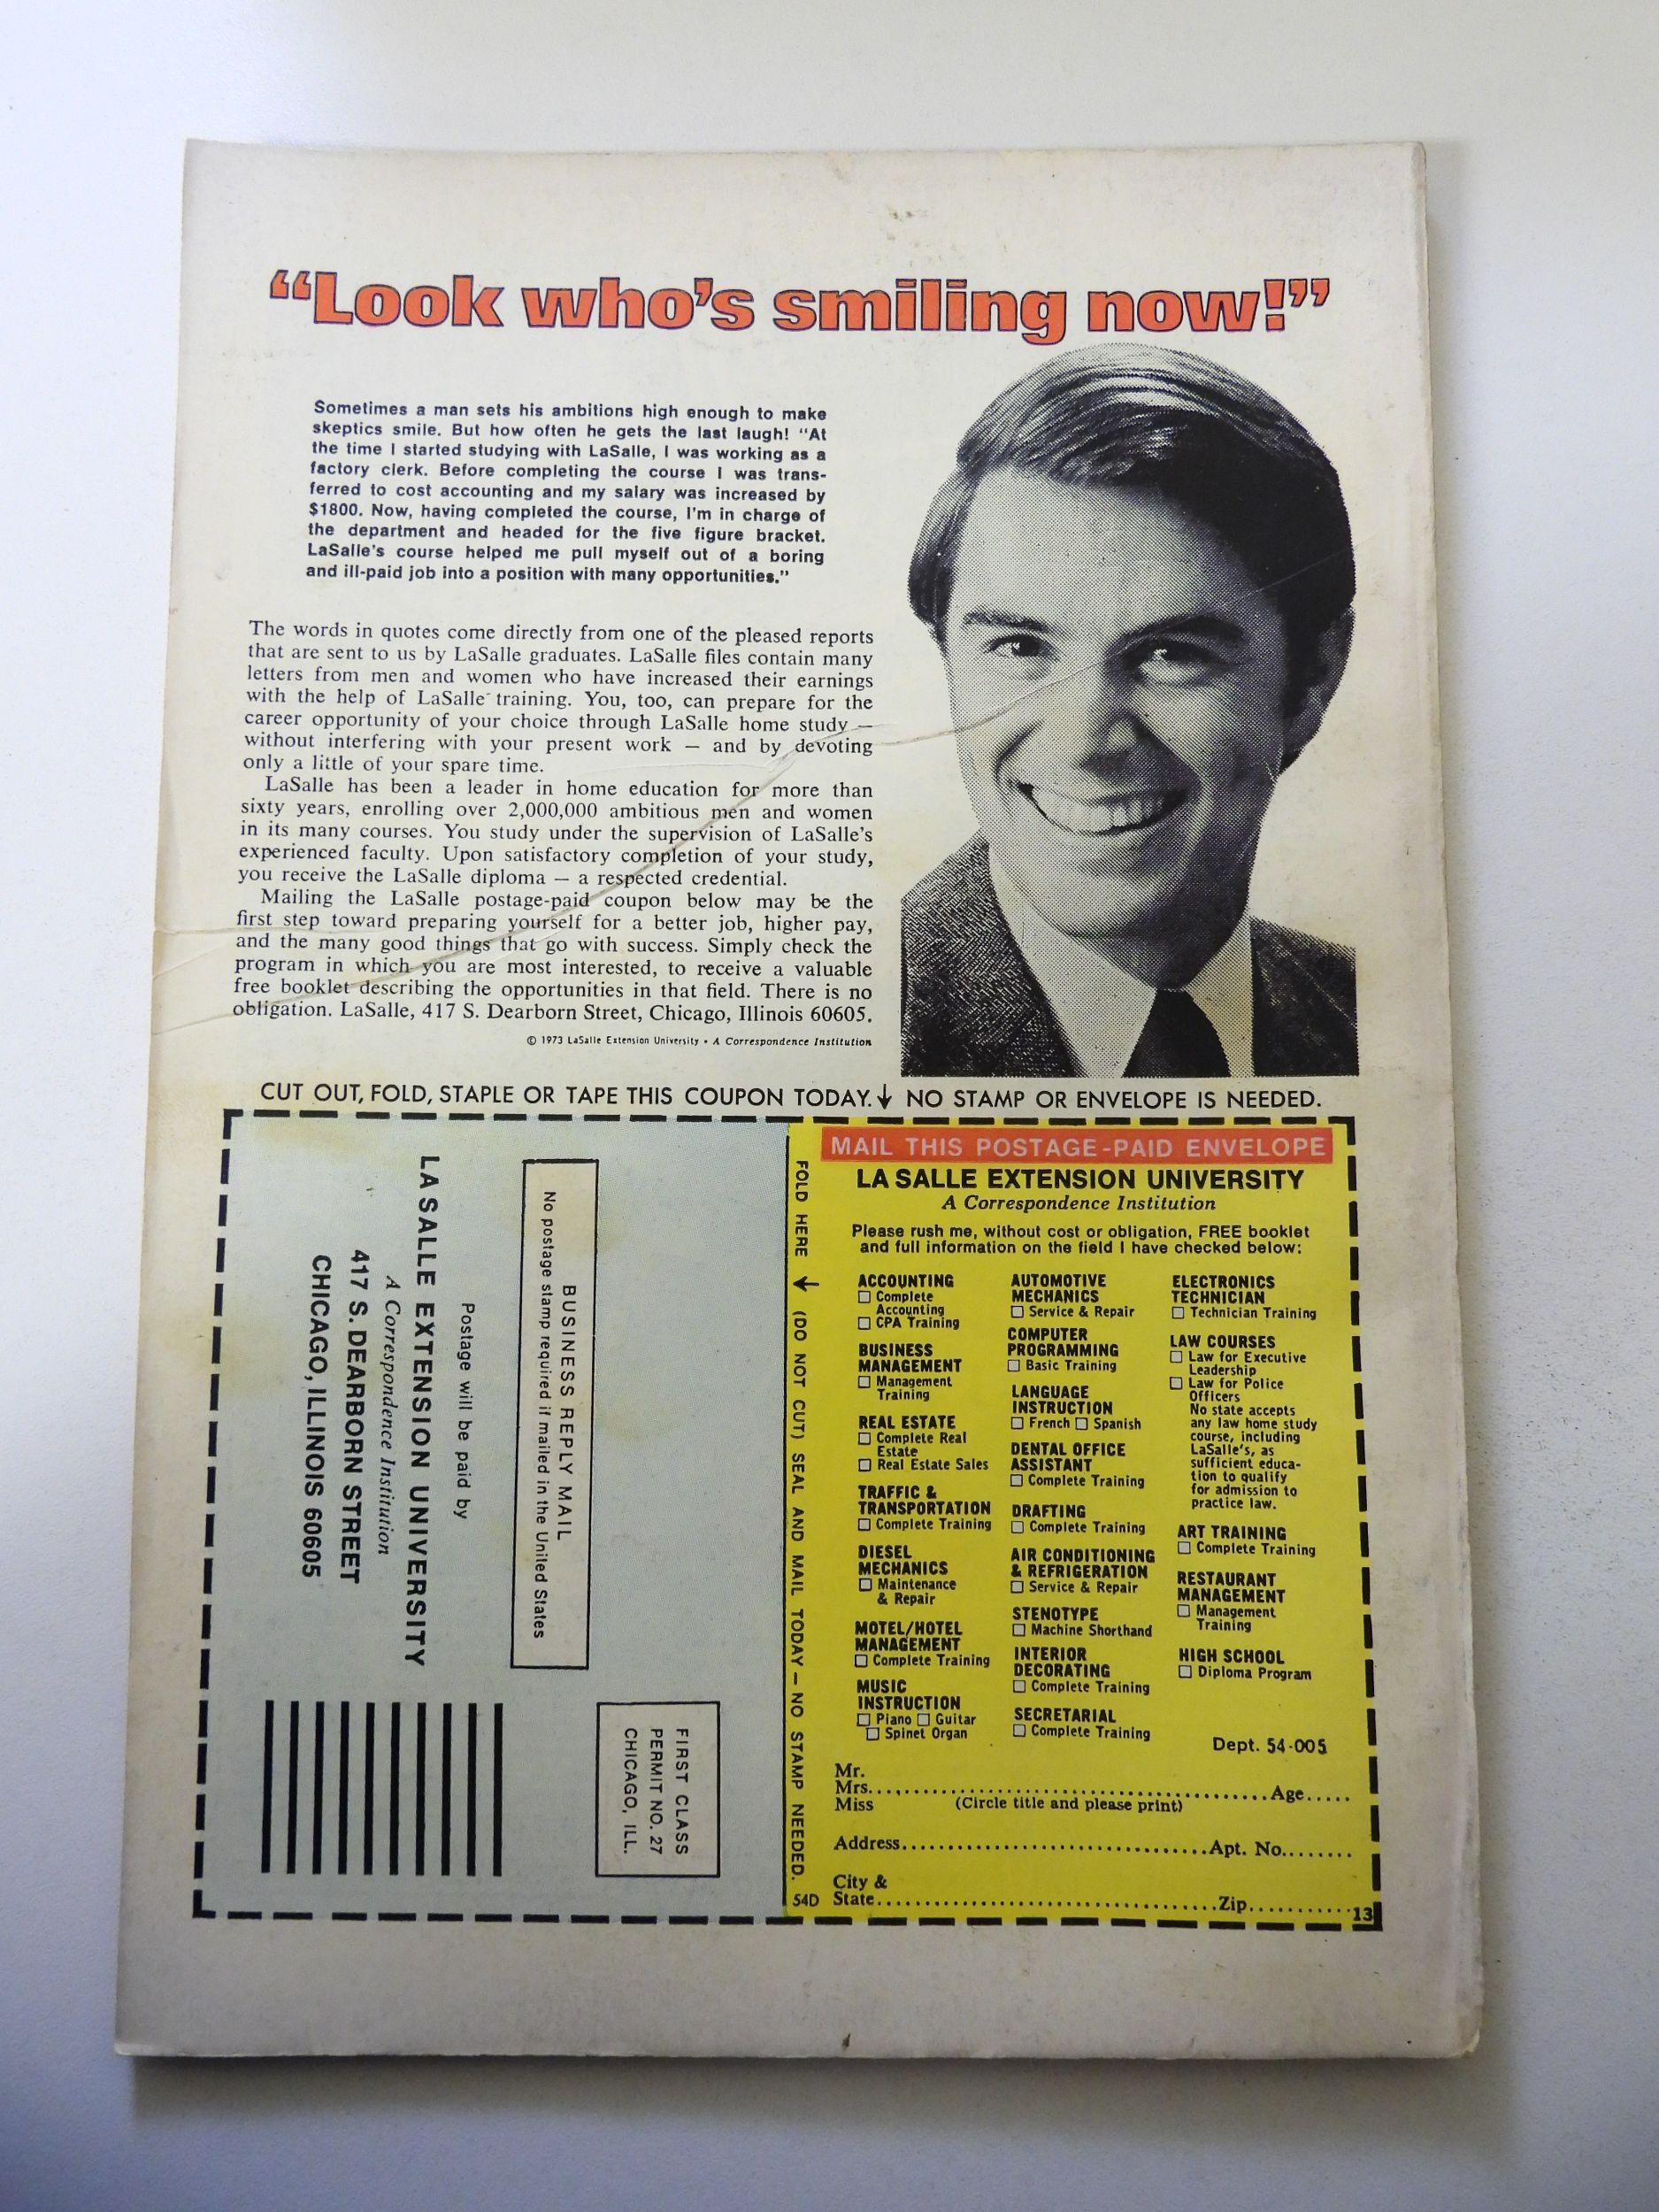 “Look who’s smiling now!”
Sometimes a man sets his ambitions high enough to make
skeptics smile. But how often he gets the last laugh! “At
the time I started studying with LaSalle, I was working as a
factory clerk. Before completing the course I was trans-
ferred to cost accounting and my salary was increased by
$1800. Now, having completed the course, I’m in charge of
the department and headed for the five figure bracket.
LaSalle’s course helped me pull myself out of a boring
and ill-paid job into a position with many opportunities.”
The words in quotes come directly from one of the pleased reports
that are sent to us by LaSalle graduates. LaSalle files contain many
letters from men and women who have increased their earnings
with the help of LaSalle training. You, too, can prepare for the
career opportunity of your choice through LaSalle home study —
without interfering with your present work — and by devoting
only a little of your spare time.
LaSalle has been a leader in home education for more than
sixty years, enrolling over 2,000,000 ambitious men and women
in its many courses. You study under the supervision of LaSalle’s
experienced faculty. Upon satisfactory completion of your study,
you receive the LaSalle diploma — a respected credential.
Mailing the LaSalle postage-paid coupon below may be the
first step toward preparing yourself for a better job, higher pay,
and the many good things that go with success. Simply check the
program in which you are most interested, to receive a valuable
free booklet describing the opportunities in that field. There is no
obligation. LaSalle, 417 S. Dearborn Street, Chicago, Illinois 60605.
© 1973 LaSalle Extension University • A Correspondence Institution
CUT OUT, FOLD, STAPLE OR TAPE THIS COUPON TODAY. ↓ NO STAMP OR ENVELOPE IS NEEDED.
FIRST CLASS
PERMIT NO. 27
CHICAGO, ILL.
BUSINESS REPLY MAIL
No postage stamp required if mailed in the United States
Postage will be paid by
LA SALLE EXTENSION UNIVERSITY
A Correspondence Institution
417 S. DEARBORN STREET
CHICAGO, ILLINOIS 60605
FOLD HERE ↓ (DO NOT CUT) SEAL AND MAIL TODAY — NO STAMP NEEDED.
54D
MAIL THIS POSTAGE-PAID ENVELOPE
LA SALLE EXTENSION UNIVERSITY
A Correspondence Institution
Please rush me, without cost or obligation, FREE booklet
and full information on the field I have checked below:
ACCOUNTING
☐ Complete
Accounting
☐ CPA Training
BUSINESS
MANAGEMENT
☐ Management
Training
REAL ESTATE
☐ Complete Real
Estate
☐ Real Estate Sales
TRAFFIC &
TRANSPORTATION
☐ Complete Training
DIESEL
MECHANICS
☐ Maintenance
& Repair
MOTEL/HOTEL
MANAGEMENT
☐ Complete Training
MUSIC
INSTRUCTION
☐ Piano ☐ Guitar
☐ Spinet Organ
AUTOMOTIVE
MECHANICS
☐ Service & Repair
COMPUTER
PROGRAMMING
☐ Basic Training
LANGUAGE
INSTRUCTION
☐ French ☐ Spanish
DENTAL OFFICE
ASSISTANT
☐ Complete Training
DRAFTING
☐ Complete Training
AIR CONDITIONING
& REFRIGERATION
☐ Service & Repair
STENOTYPE
☐ Machine Shorthand
INTERIOR
DECORATING
☐ Complete Training
SECRETARIAL
☐ Complete Training
ELECTRONICS
TECHNICIAN
☐ Technician Training
LAW COURSES
☐ Law for Executive
Leadership
☐ Law for Police
Officers
No state accepts
any law home study
course, including
LaSalle’s, as
sufficient educa-
tion to qualify
for admission to
practice law.
ART TRAINING
☐ Complete Training
RESTAURANT
MANAGEMENT
☐ Management
Training
HIGH SCHOOL
☐ Diploma Program
Dept. 54-005
Mr.
Mrs. Age
Miss (Circle title and please print)
Address Apt. No.
City &
State Zip
13